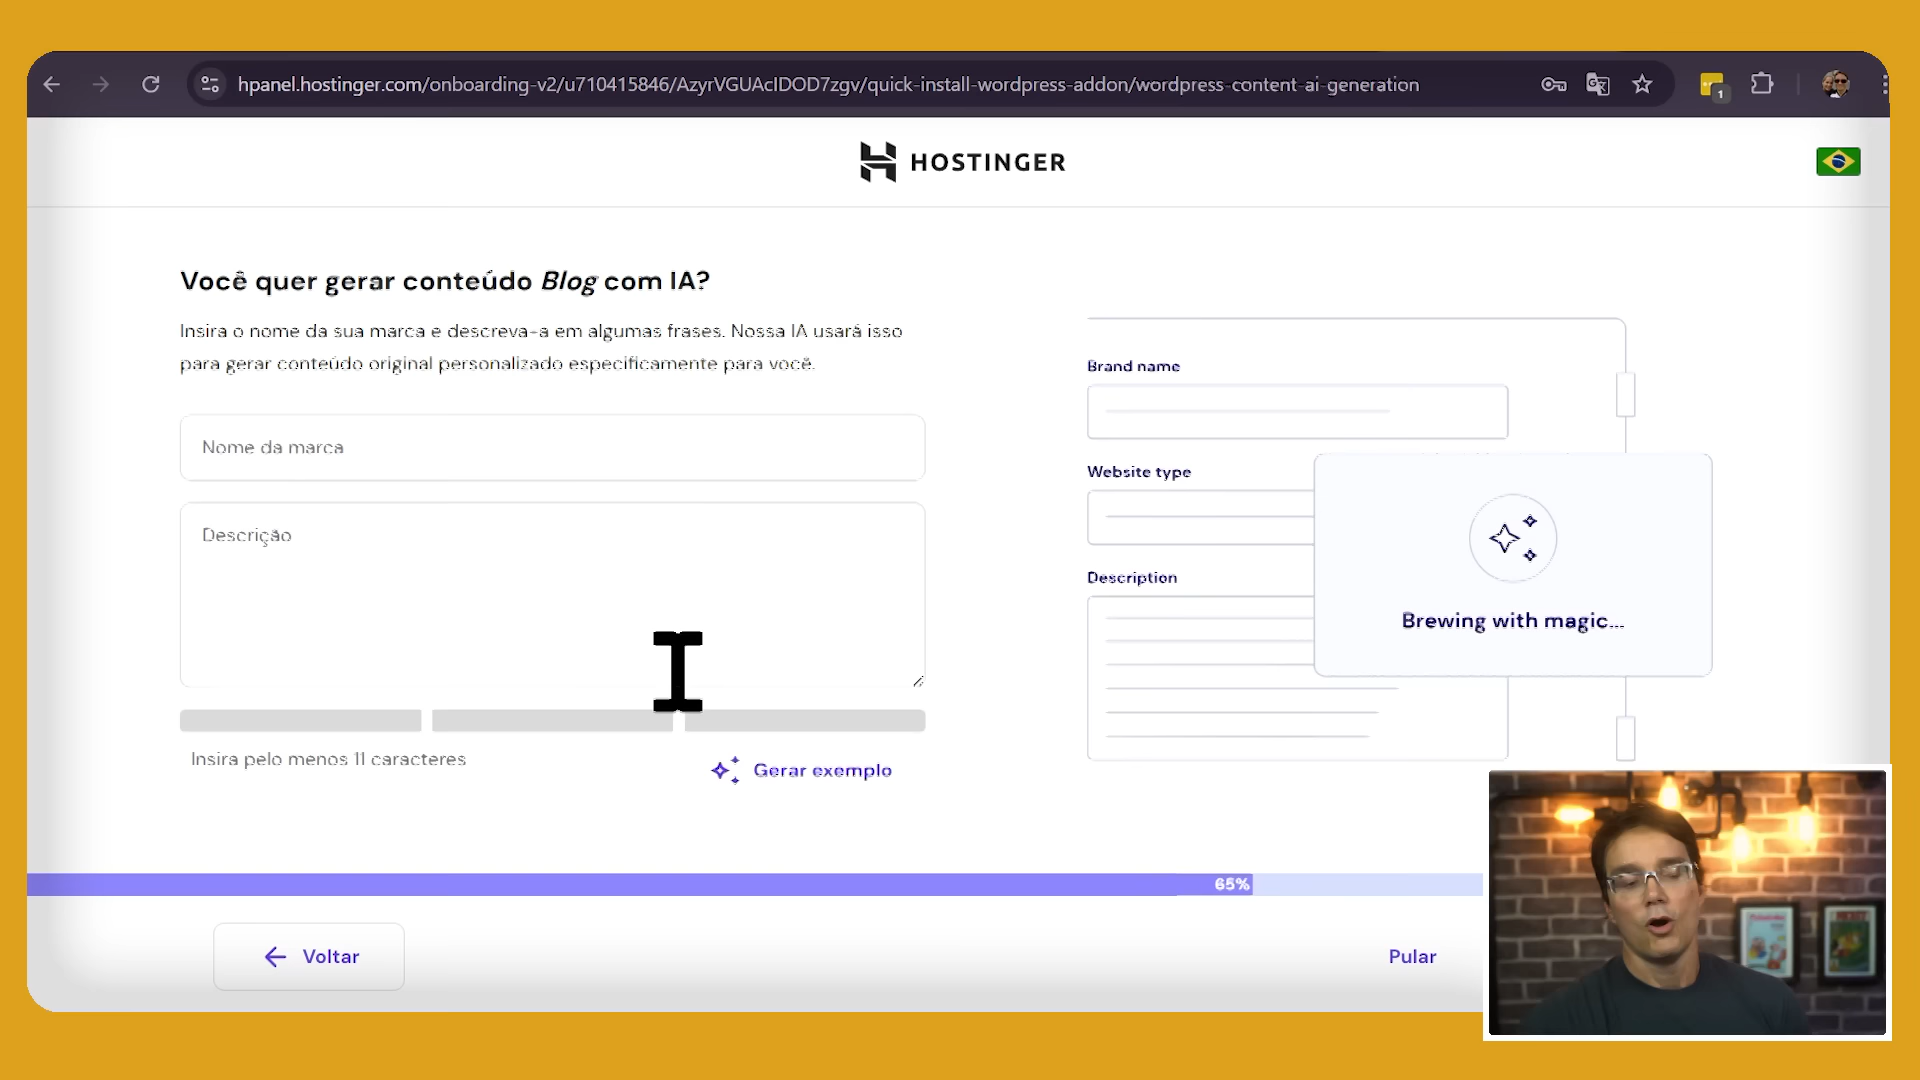 hpanel.hostinger.com/onboarding-v2/u710415846/AzyrVGUAcIDOD7zgv/quick-install-wordpress-addon/wordpress-content-ai-generation
1
HOSTINGER
Você quer gerar conteúdo Blog com IA?
Insira o nome da sua marca e descreva-a em algumas frases. Nossa IA usará isso
para gerar conteúdo original personalizado especificamente para você.
Nome da marca
Descrição
Insira pelo menos 11 caracteres
Gerar exemplo
Brand name
Website type
Description
Brewing with magic...
65%
Voltar
Pular